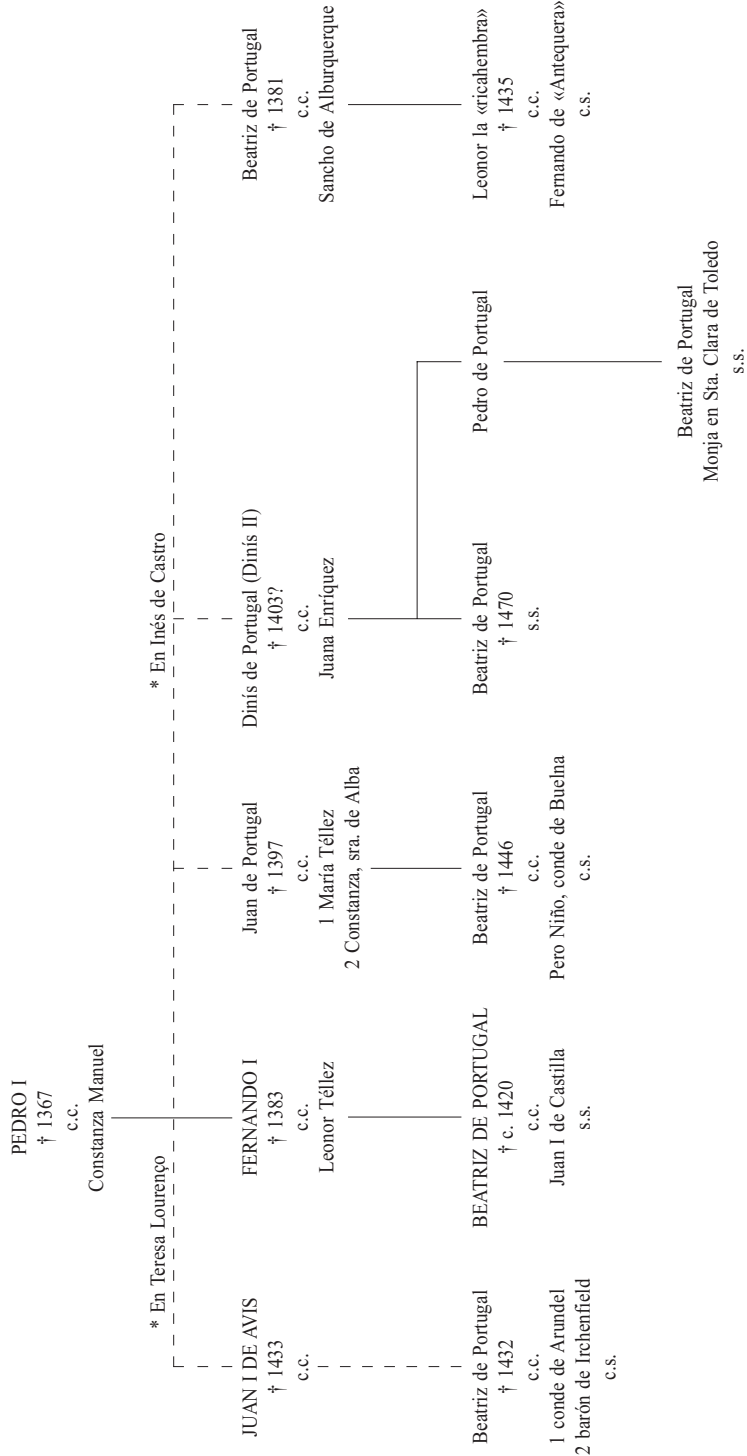 PEDRO I
† 1367
c.c.
Constanza Manuel
* En Teresa Lourenço
* En Inés de Castro
JUAN I DE AVIS
† 1433
c.c.
FERNANDO I
† 1383
c.c.
Leonor Téllez
Juan de Portugal
† 1397
c.c.
1 María Téllez
2 Constanza, sra. de Alba
Dinís de Portugal (Dinís II)
† 1403?
c.c.
Juana Enríquez
Beatriz de Portugal
† 1381
c.c.
Sancho de Alburquerque
Beatriz de Portugal
† 1432
c.c.
1 conde de Arundel
2 barón de Irchenfield
c.s.
BEATRIZ DE PORTUGAL
† c. 1420
c.c.
Juan I de Castilla
s.s.
Beatriz de Portugal
† 1446
c.c.
Pero Niño, conde de Buelna
c.s.
Beatriz de Portugal
† 1470
s.s.
Pedro de Portugal
Leonor la «ricahembra»
† 1435
c.c.
Fernando de «Antequera»
c.s.
Beatriz de Portugal
Monja en Sta. Clara de Toledo
s.s.